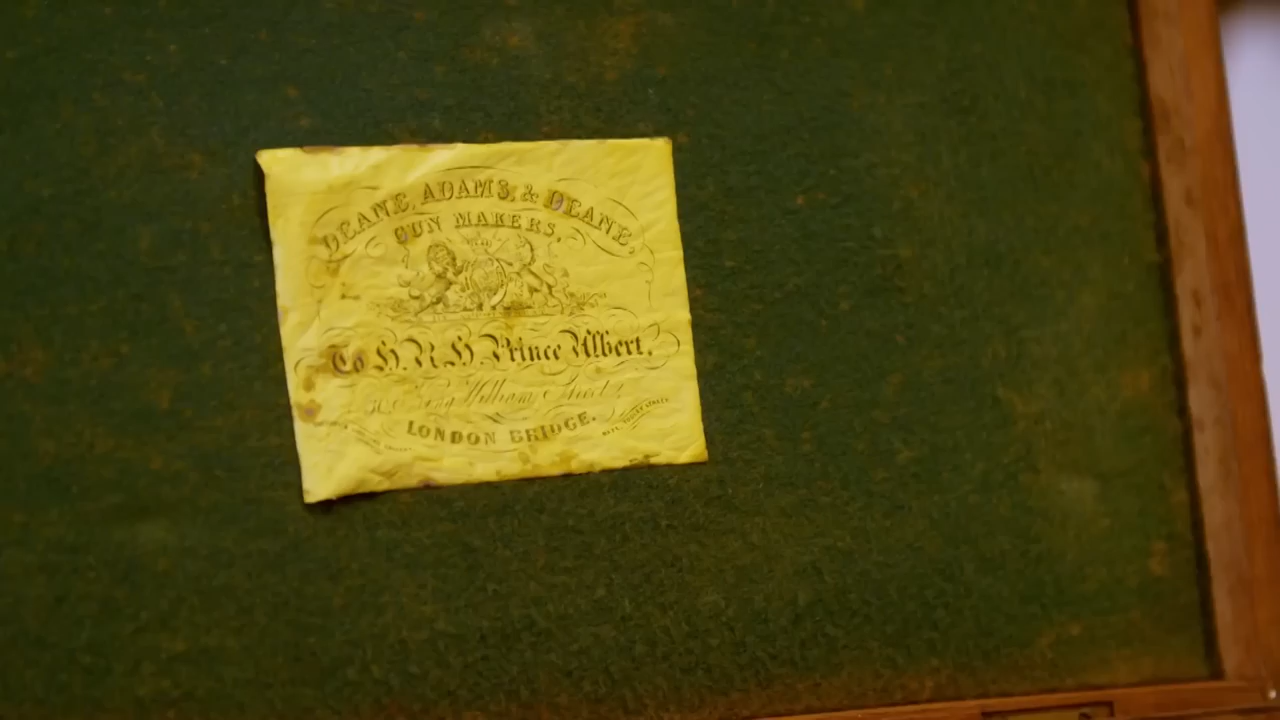 DEANE, ADAMS, & DEANE,
GUN MAKERS,
To H.R.H. Prince Albert.
30 King William Street,
LONDON BRIDGE.